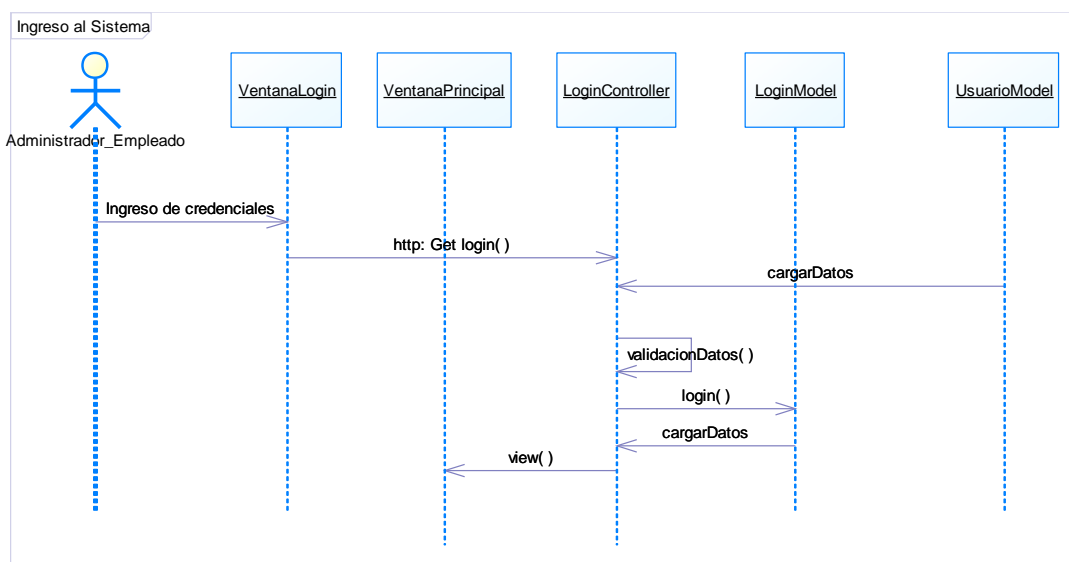 Ingreso al Sistema
VentanaLogin
VentanaPrincipal
LoginController
LoginModel
UsuarioModel
Administrador_Empleado
Ingreso de credenciales
http: Get login( )
cargarDatos
validacionDatos( )
login( )
cargarDatos
view( )